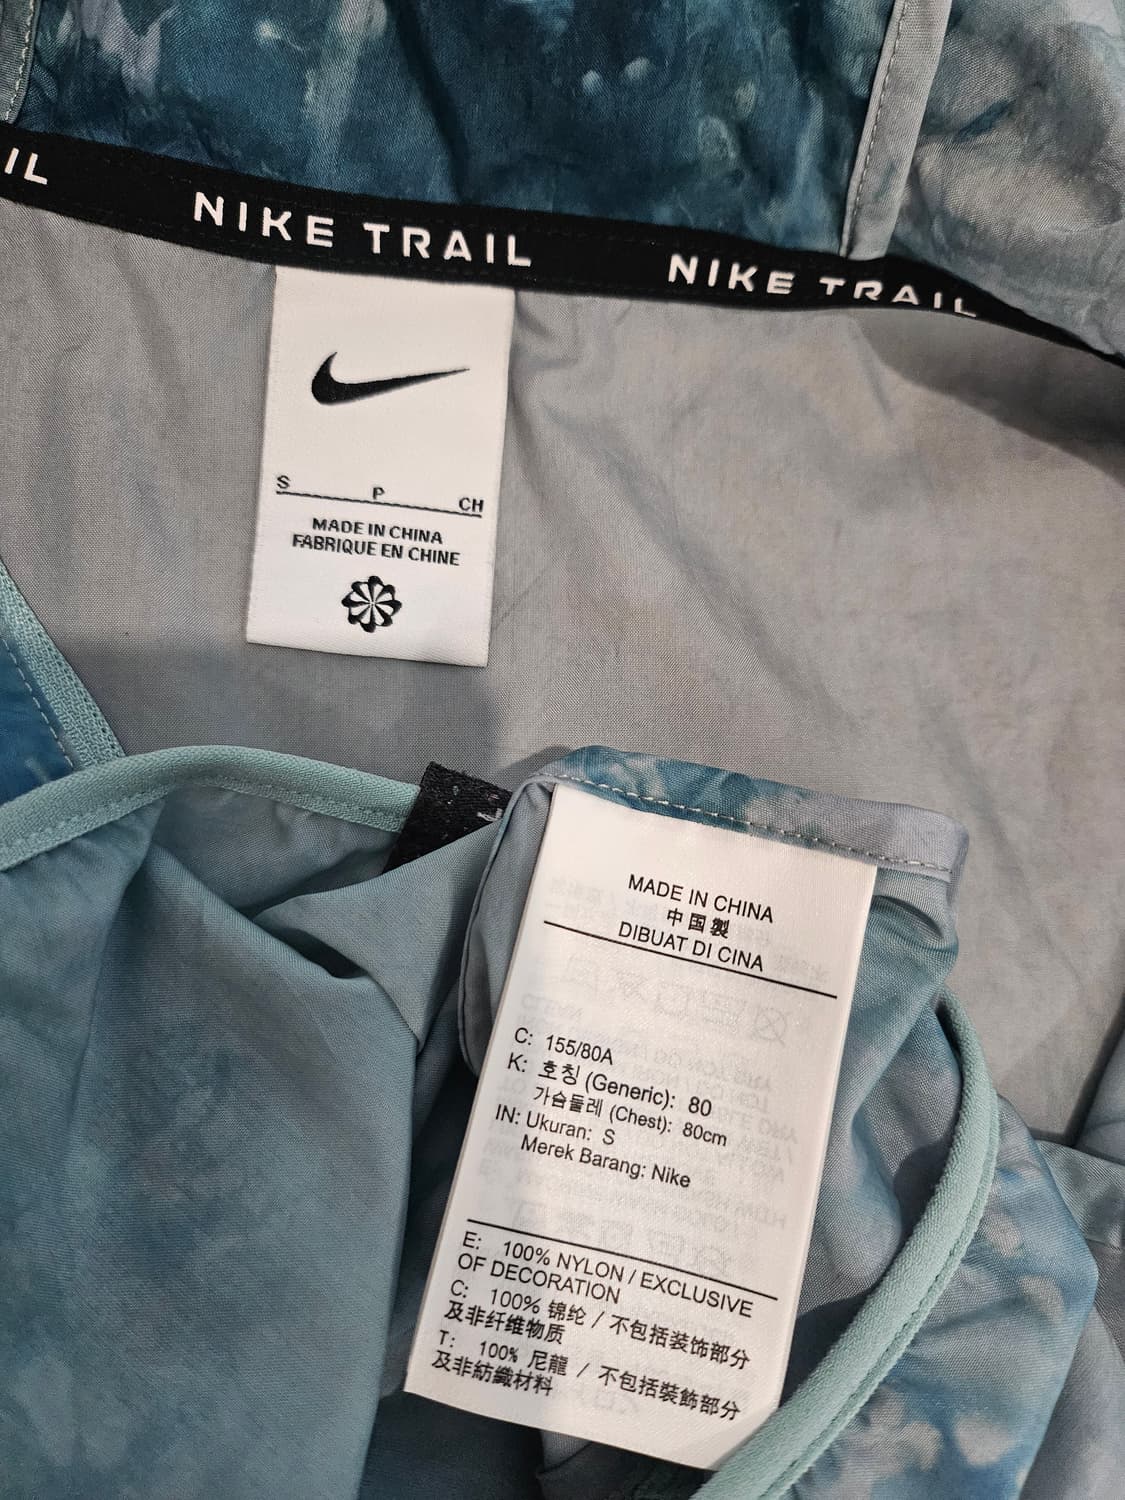 IL
NIKE TRAIL
NIKE TRAIL
S P CH
MADE IN CHINA
FABRIQUE EN CHINE
MADE IN CHINA
中国製
DIBUAT DI CINA
C: 155/80A
K: 호칭 (Generic): 80
가슴둘레 (Chest): 80cm
IN: Ukuran: S
Merek Barang: Nike
E: 100% NYLON / EXCLUSIVE
OF DECORATION
C: 100% 锦纶 / 不包括装饰部分
及非纤维物质
T: 100% 尼龍 / 不包括裝飾部分
及非紡織材料